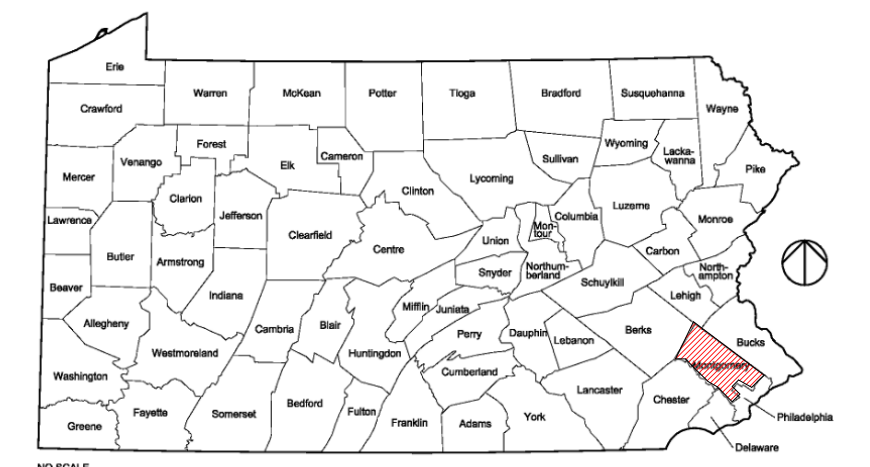 Erie
Warren
McKean
Potter
Tioga
Bradford
Susquehanna
Crawford
Wayne
Forest
Wyoming
Lacka-
wanna
Venango
Elk
Cameron
Sullivan
Pike
Mercer
Clarion
Clinton
Lycoming
Jefferson
Luzerne
Lawrence
Columbia
Monroe
Mon-
tour
Clearfield
Union
Centre
Carbon
Butler
Armstrong
Snyder
Northum-
berland
North-
ampton
Schuylkill
Beaver
Indiana
Lehigh
Mifflin
Juniata
Allegheny
Cambria
Blair
Perry
Dauphin
Lebanon
Berks
Bucks
Westmoreland
Huntingdon
Montgomery
Washington
Cumberland
Lancaster
Chester
Bedford
Fulton
Fayette
Somerset
Franklin
Adams
York
Greene
Philadelphia
Delaware
NO SCALE